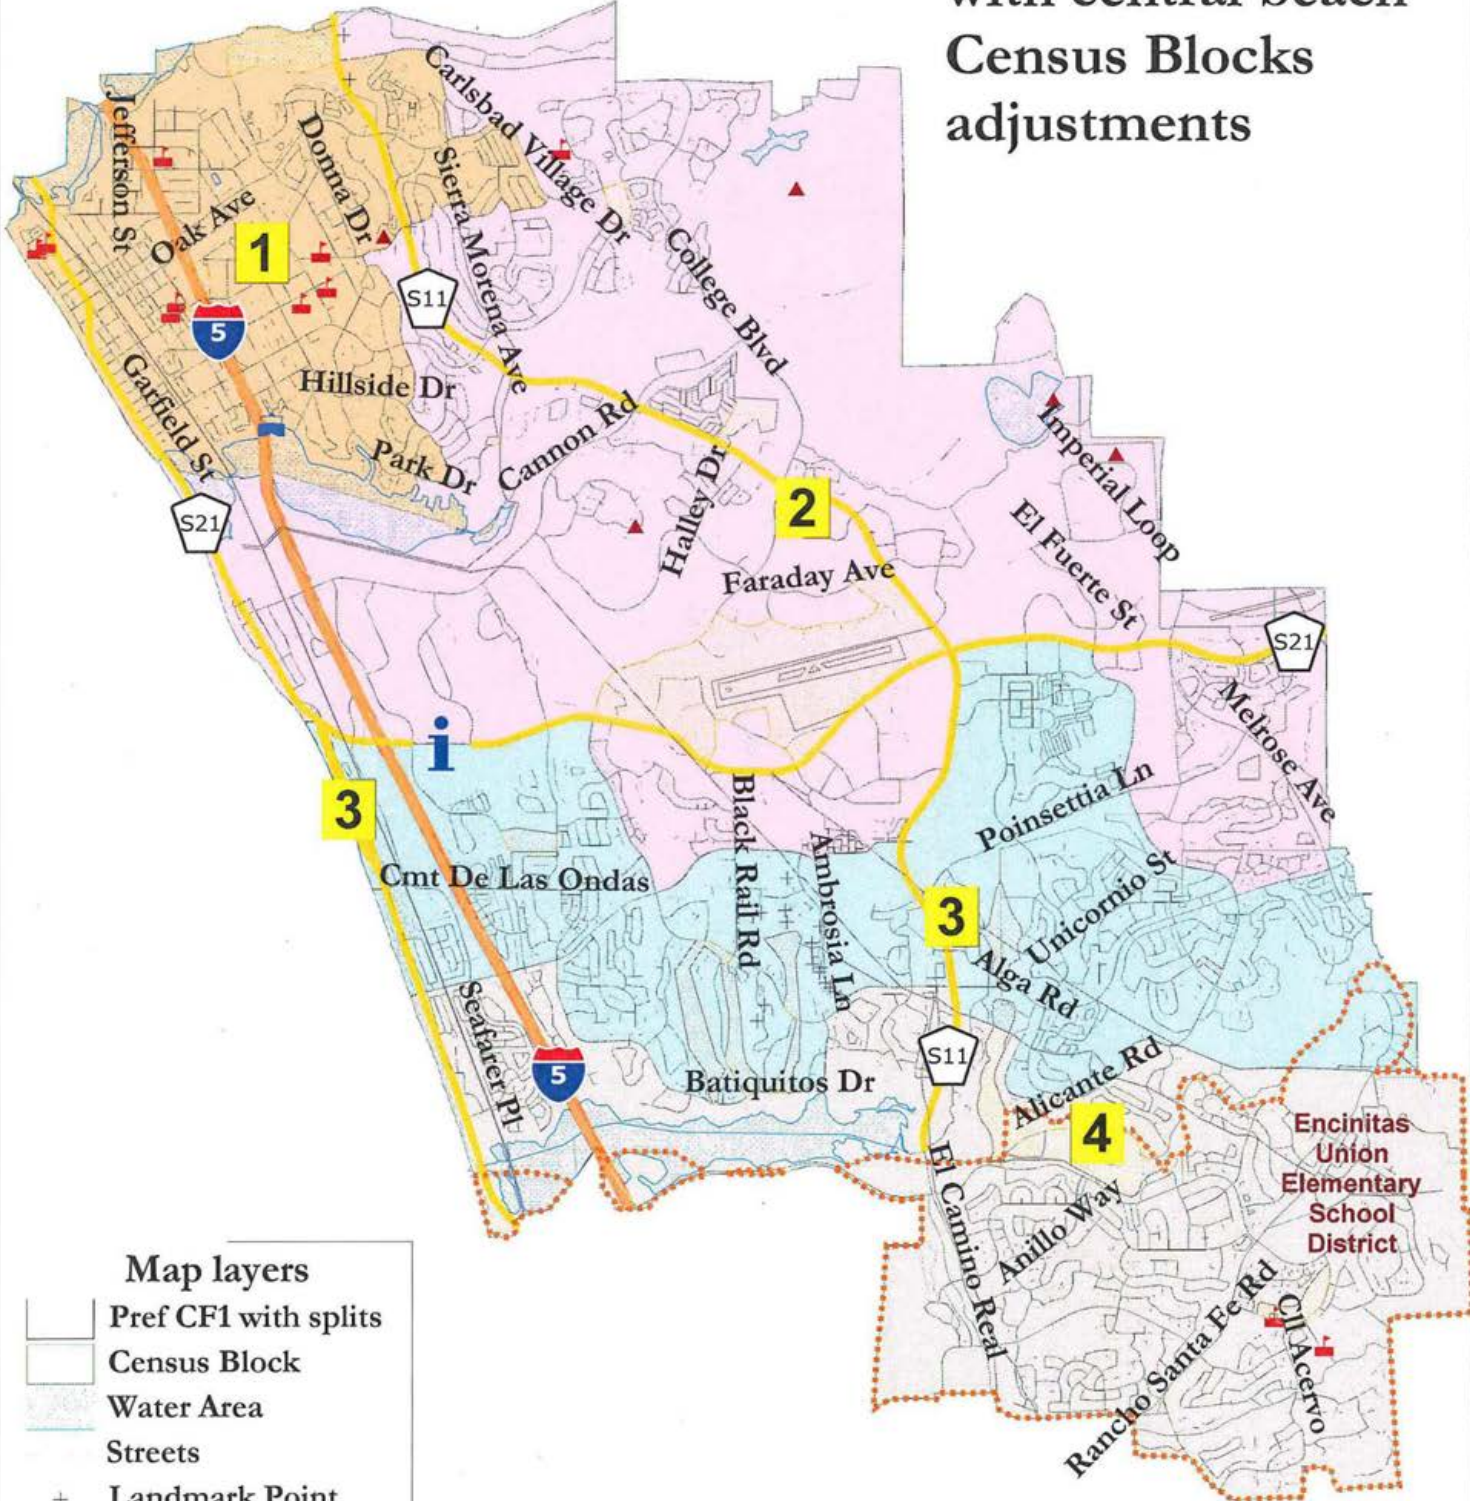 with central beach
Census Blocks
adjustments
Jefferson St
Oak Ave
Donna Dr
Carlsbad Village Dr
Sierra Morena Ave
College Blvd
1
S11
5
Garfield St
Hillside Dr
Park Dr
Cannon Rd
Halley Dr
2
Faraday Ave
Imperial Loop
El Fuerte St
S21
S21
Melrose Ave
i
3
Cmt De Las Ondas
Black Rail Rd
Ambrosia Ln
Poinsettia Ln
Unicornio St
3
Alga Rd
Seafarer Pl
5
Batiquitos Dr
S11
Alicante Rd
4
Encinitas
Union
Elementary
School
District
El Camino Real
Anillo Way
Rancho Santa Fe Rd
Cll Acervo
Map layers
Pref CF1 with splits
Census Block
Water Area
Streets
Landmark Point